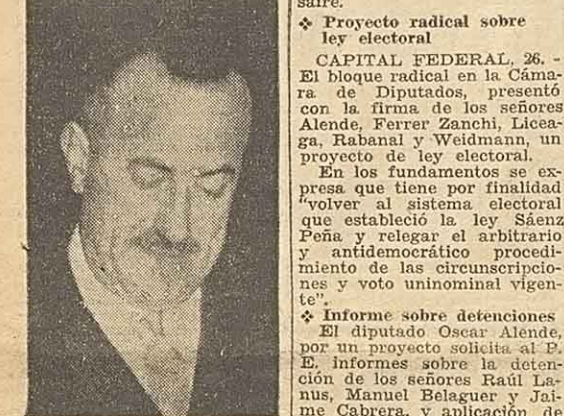 saire.
❖ Proyecto radical sobre
ley electoral
CAPITAL FEDERAL, 26. -
El bloque radical en la Cáma-
ra de Diputados, presentó
con la firma de los señores
Alende, Ferrer Zanchi, Licea-
ga, Rabanal y Weidmann, un
proyecto de ley electoral.
En los fundamentos se ex-
presa que tiene por finalidad
"volver al sistema electoral
que estableció la ley Sáenz
Peña y relegar el arbitrario
y antidemocrático procedi-
miento de las circunscripcio-
nes y voto uninominal vigen-
te".
❖ Informe sobre detenciones
El diputado Oscar Alende,
por un proyecto solicita al P.
E. informes sobre la deten-
ción de los señores Raúl La-
nus, Manuel Belaguer y Jai-
me Cabrera, y aplicación de